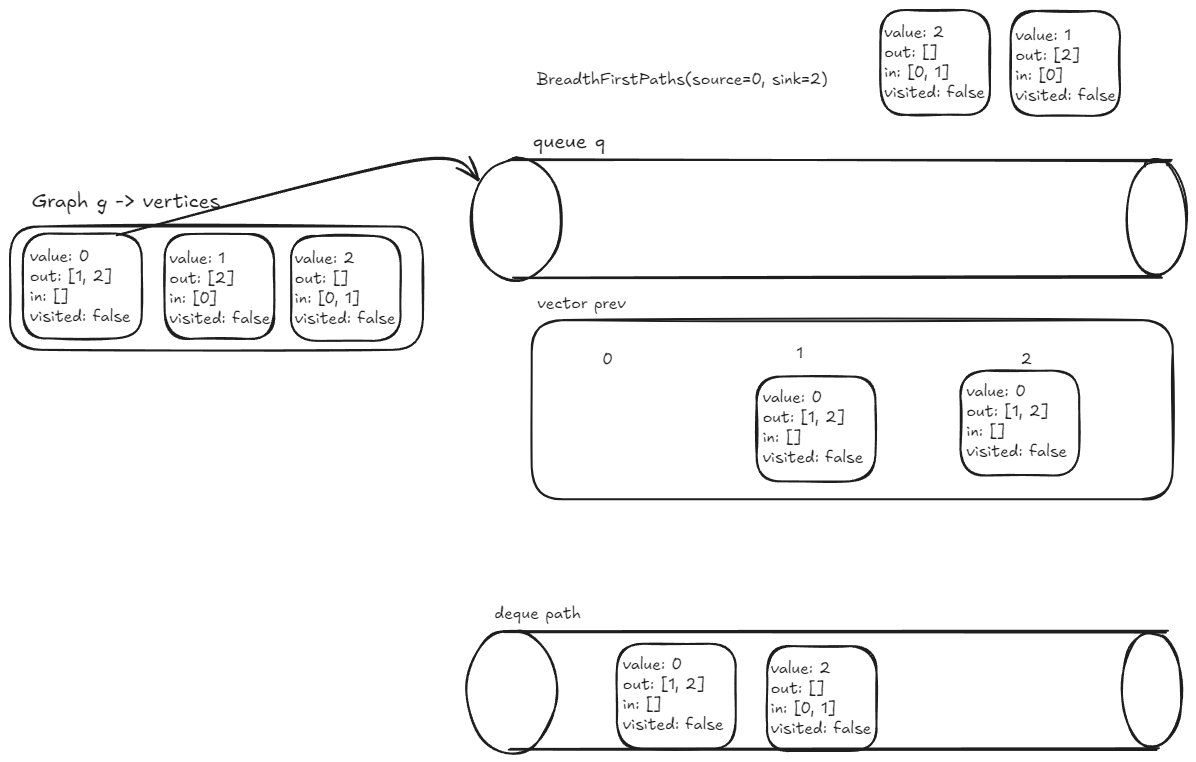 value: 2
out: []
in: [0, 1]
visited: false
value: 1
out: [2]
in: [0]
visited: false
BreadthFirstPaths(source=0, sink=2)
queue q
Graph g -> vertices
value: 0
out: [1, 2]
in: []
visited: false
value: 1
out: [2]
in: [0]
visited: false
value: 2
out: []
in: [0, 1]
visited: false
vector prev
0
1
2
value: 0
out: [1, 2]
in: []
visited: false
value: 0
out: [1, 2]
in: []
visited: false
deque path
value: 0
out: [1, 2]
in: []
visited: false
value: 2
out: []
in: [0, 1]
visited: false